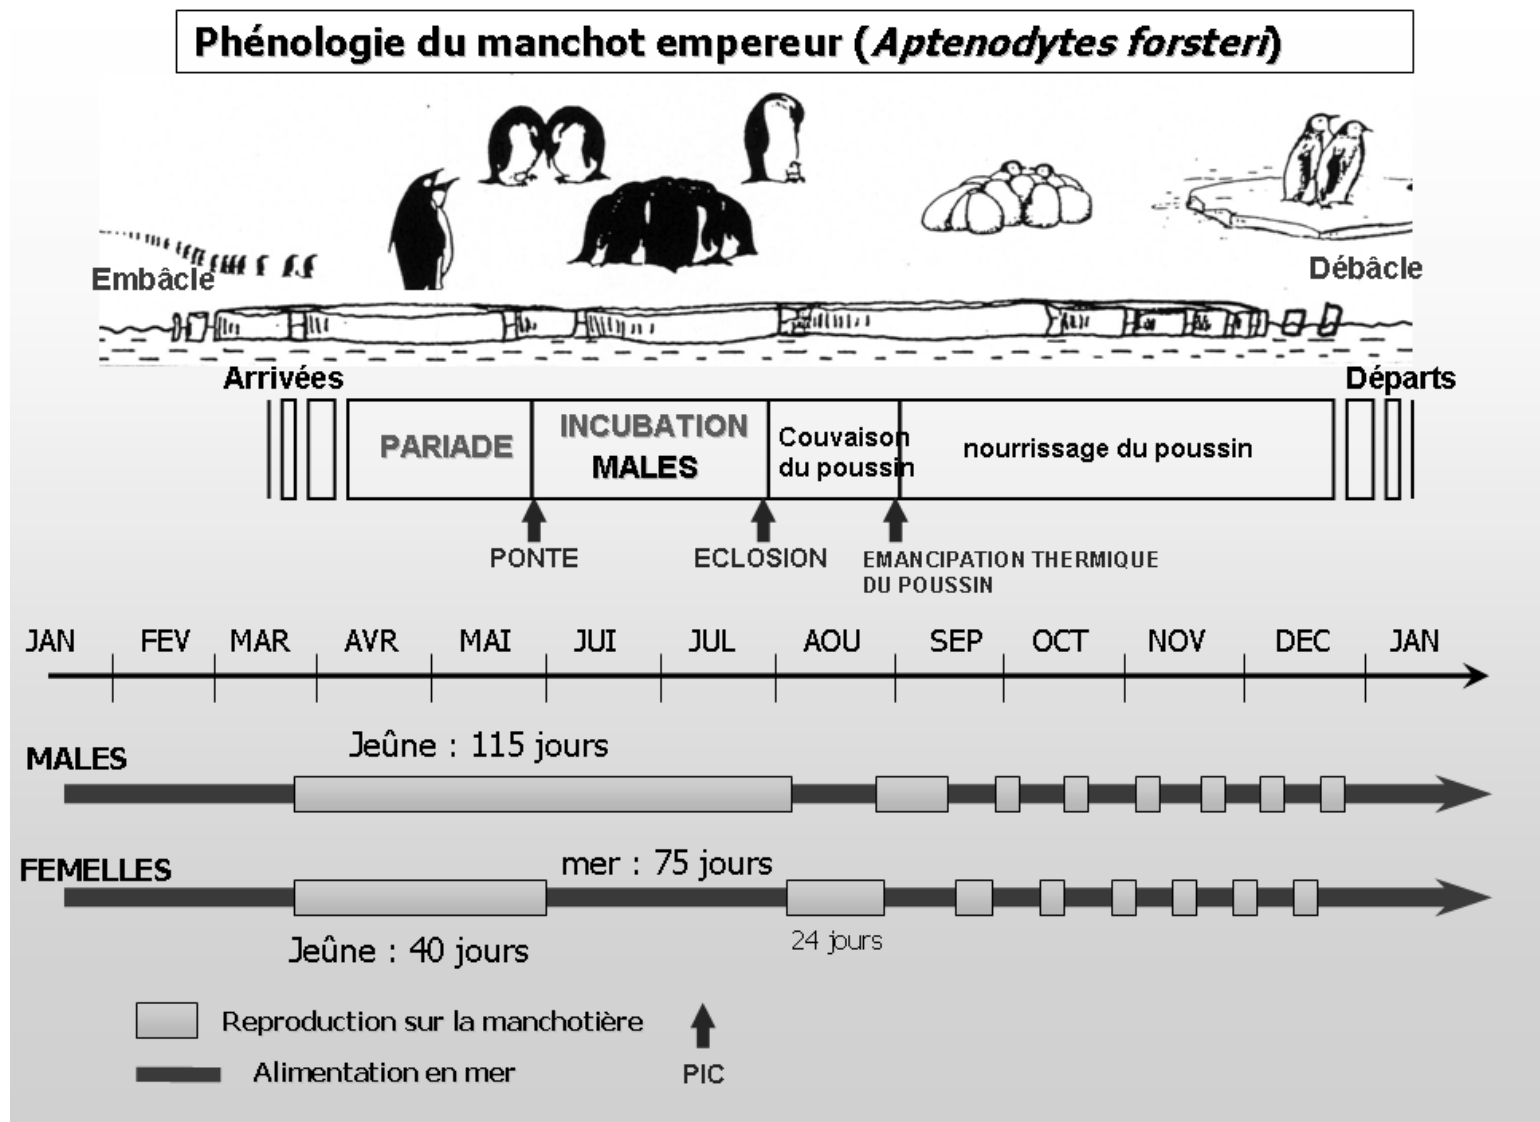 Phénologie du manchot empereur (Aptenodytes forsteri)
Embâcle
Débâcle
Arrivées
Départs
PARIADE
INCUBATION
MALES
Couvaison
du poussin
nourrissage du poussin
PONTE
ECLOSION
EMANCIPATION THERMIQUE
DU POUSSIN
JAN FEV MAR AVR MAI JUI JUL AOU SEP OCT NOV DEC JAN
Jeûne : 115 jours
MALES
mer : 75 jours
FEMELLES
24 jours
Jeûne : 40 jours
Reproduction sur la manchotière
Alimentation en mer
PIC